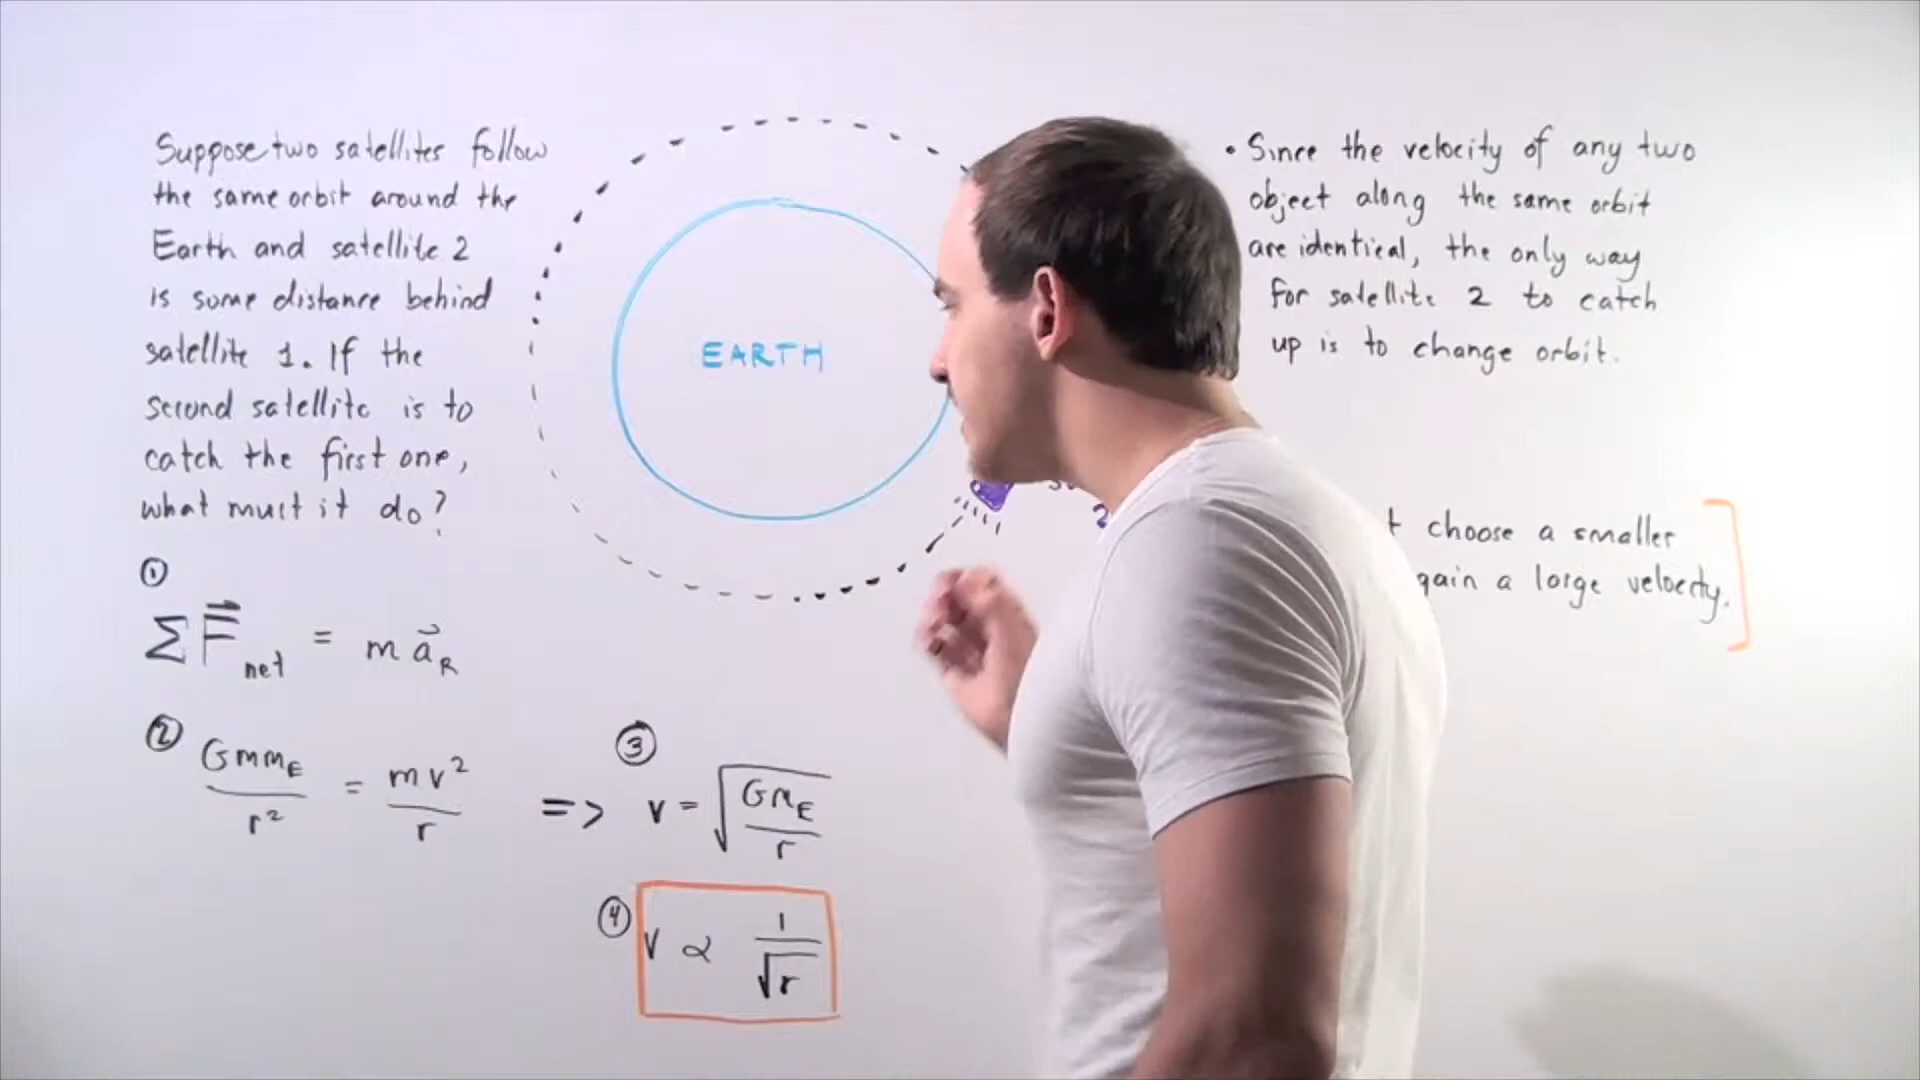 Suppose two satellites follow
the same orbit around the
Earth and satellite 2
is some distance behind
satellite 1. If the
second satellite is to
catch the first one,
what must it do?
①
ΣF⃗ net = m a⃗ R
②
GmmE / r² = mv² / r
=>
③
v = √(GmE / r)
④
v ∝ 1 / √r
EARTH
2
• Since the velocity of any two
object along the same orbit
are identical, the only way
for satellite 2 to catch
up is to change orbit.
choose a smaller
gain a large velocity.